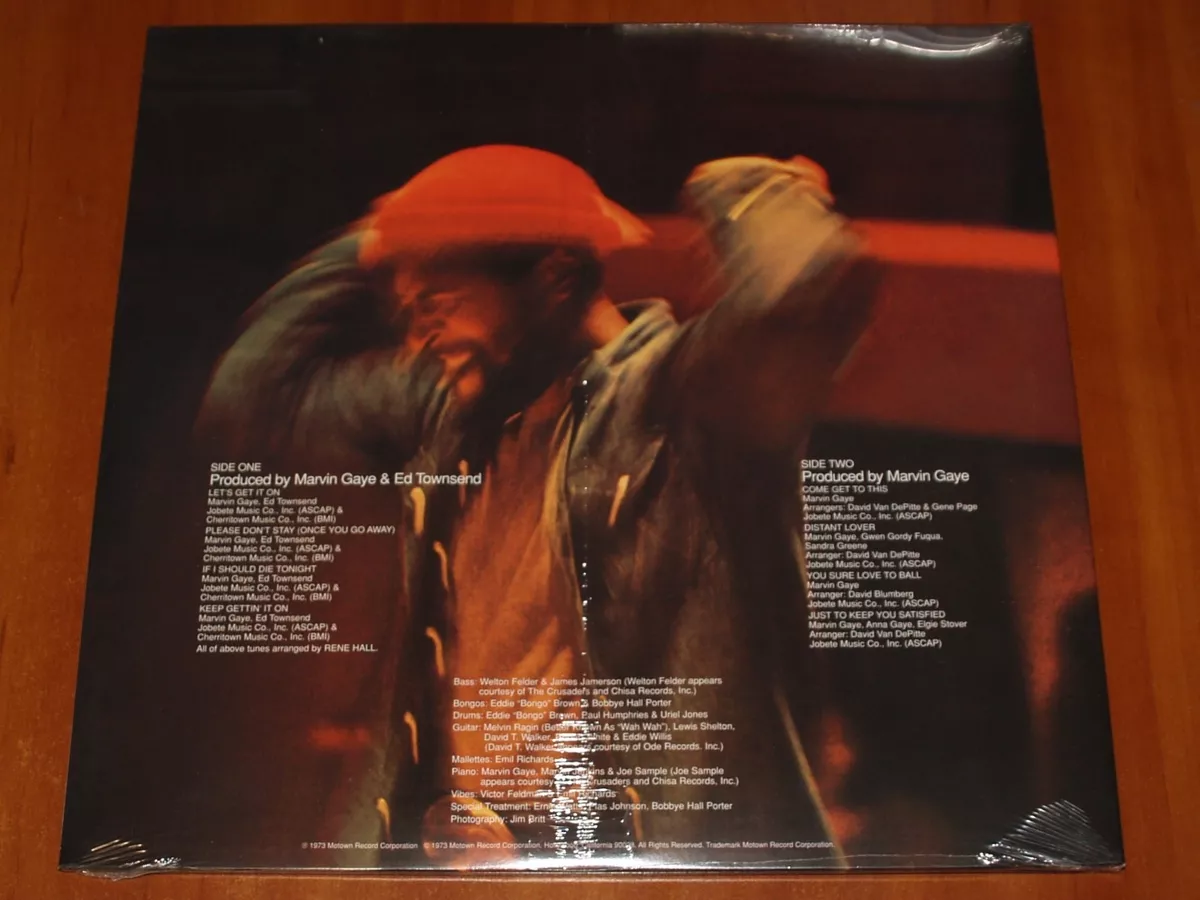 SIDE ONE
Produced by Marvin Gaye & Ed Townsend
LET'S GET IT ON
Marvin Gaye, Ed Townsend
Jobete Music Co., Inc. (ASCAP) &
Cherritown Music Co., Inc. (BMI)
PLEASE DON'T STAY (ONCE YOU GO AWAY)
Marvin Gaye, Ed Townsend
Jobete Music Co., Inc. (ASCAP) &
Cherritown Music Co., Inc. (BMI)
IF I SHOULD DIE TONIGHT
Marvin Gaye, Ed Townsend
Jobete Music Co., Inc. (ASCAP) &
Cherritown Music Co., Inc. (BMI)
KEEP GETTIN' IT ON
Marvin Gaye, Ed Townsend
Jobete Music Co., Inc. (ASCAP) &
Cherritown Music Co., Inc. (BMI)
All of above tunes arranged by RENE HALL.
SIDE TWO
Produced by Marvin Gaye
COME GET TO THIS
Marvin Gaye
Arrangers: David Van DePitte & Gene Page
Jobete Music Co., Inc. (ASCAP)
DISTANT LOVER
Marvin Gaye, Gwen Gordy Fuqua,
Sandra Greene
Arranger: David Van DePitte
Jobete Music Co., Inc. (ASCAP)
YOU SURE LOVE TO BALL
Marvin Gaye
Arranger: David Blumberg
Jobete Music Co., Inc. (ASCAP)
JUST TO KEEP YOU SATISFIED
Marvin Gaye, Anna Gaye, Elgie Stover
Arranger: David Van DePitte
Jobete Music Co., Inc. (ASCAP)
Bass: Welton Felder & James Jamerson (Welton Felder appears
courtesy of The Crusaders and Chisa Records, Inc.)
Bongos: Eddie "Bongo" Brown & Bobbye Hall Porter
Drums: Eddie "Bongo" Brown, Paul Humphries & Uriel Jones
Guitar: Melvin Ragin (Better Known As "Wah Wah"), Lewis Shelton,
David T. Walker, White & Eddie Willis
(David T. Walker appears courtesy of Ode Records. Inc.)
Mallettes: Emil Richards
Piano: Marvin Gaye, & Joe Sample (Joe Sample
appears courtesy Crusaders and Chisa Records, Inc.)
Vibes: Victor Feldman & Emil Richards
Special Treatment: Plas Johnson, Bobbye Hall Porter
Photography: Jim Britt
℗ 1973 Motown Record Corporation © 1973 Motown Record Corporation, California All Rights Reserved. Trademark Motown Record Corporation.